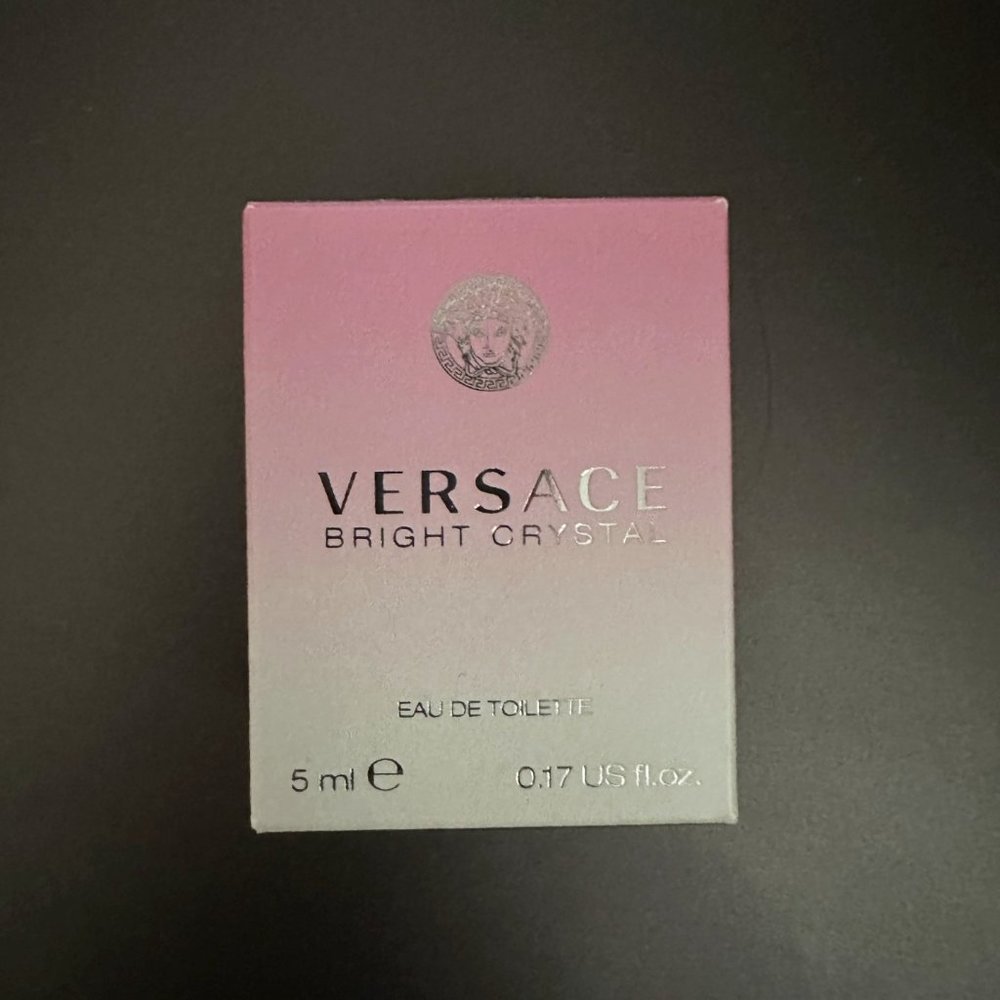 VERSACE
BRIGHT CRYSTAL
EAU DE TOILETTE
5 ml ℮ 0.17 US fl.oz.